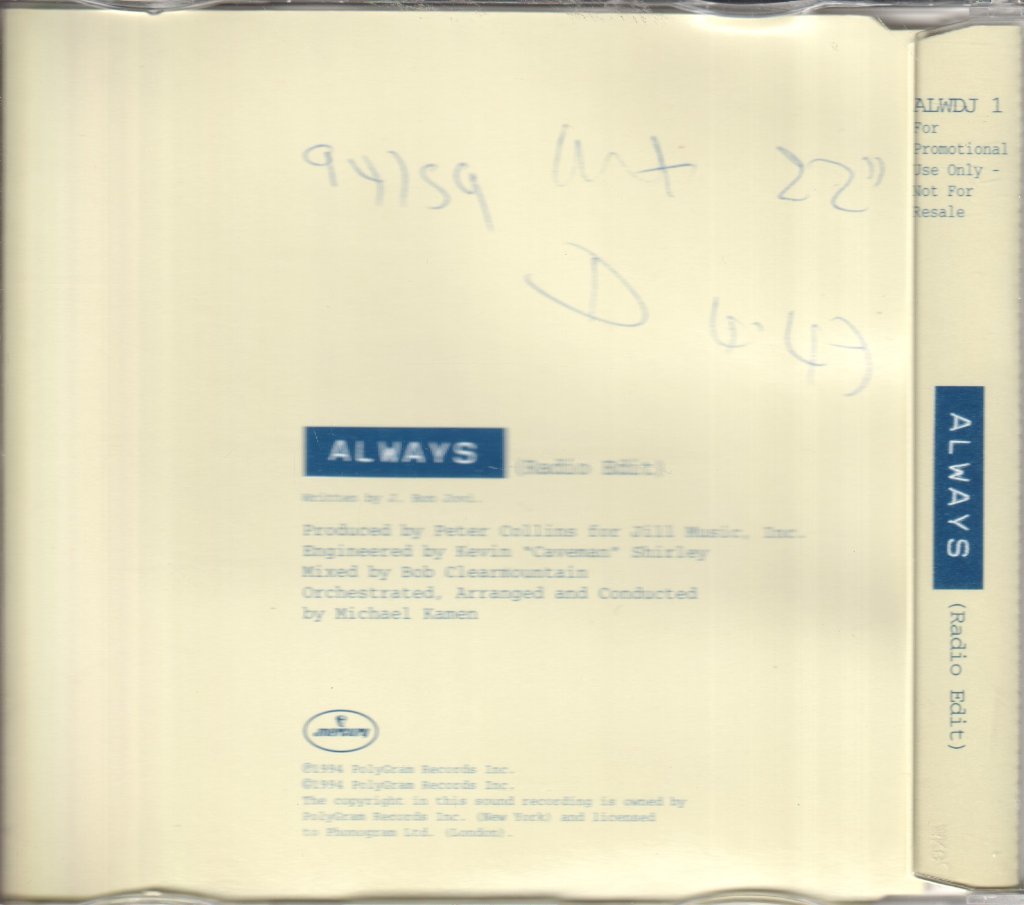 94159 22"
D 4.47
ALWAYS (Radio Edit).
Written by J. Bon Jovi.
Produced by Peter Collins for Jill Music, Inc.
Engineered by Kevin "Caveman" Shirley
Mixed by Bob Clearmountain
Orchestrated, Arranged and Conducted
by Michael Kamen
mercury
℗1994 PolyGram Records Inc.
©1994 PolyGram Records Inc.
The copyright in this sound recording is owned by
PolyGram Records Inc. (New York) and licensed
to Phonogram Ltd. (London).
ALWDJ 1
For
Promotional
Use Only -
Not For
Resale
ALWAYS (Radio Edit)